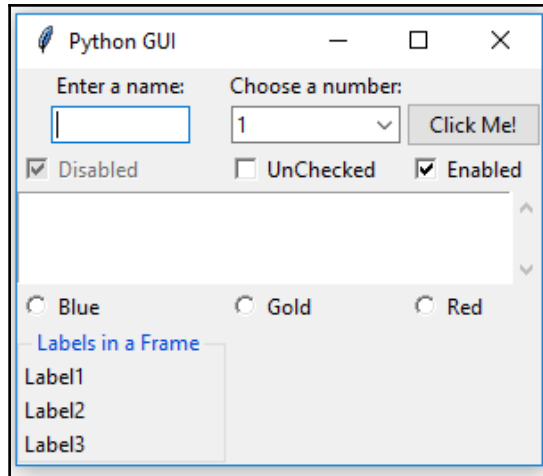 Python GUI
Enter a name: Choose a number:
1 Click Me!
Disabled UnChecked Enabled
Blue Gold Red
Labels in a Frame
Label1
Label2
Label3